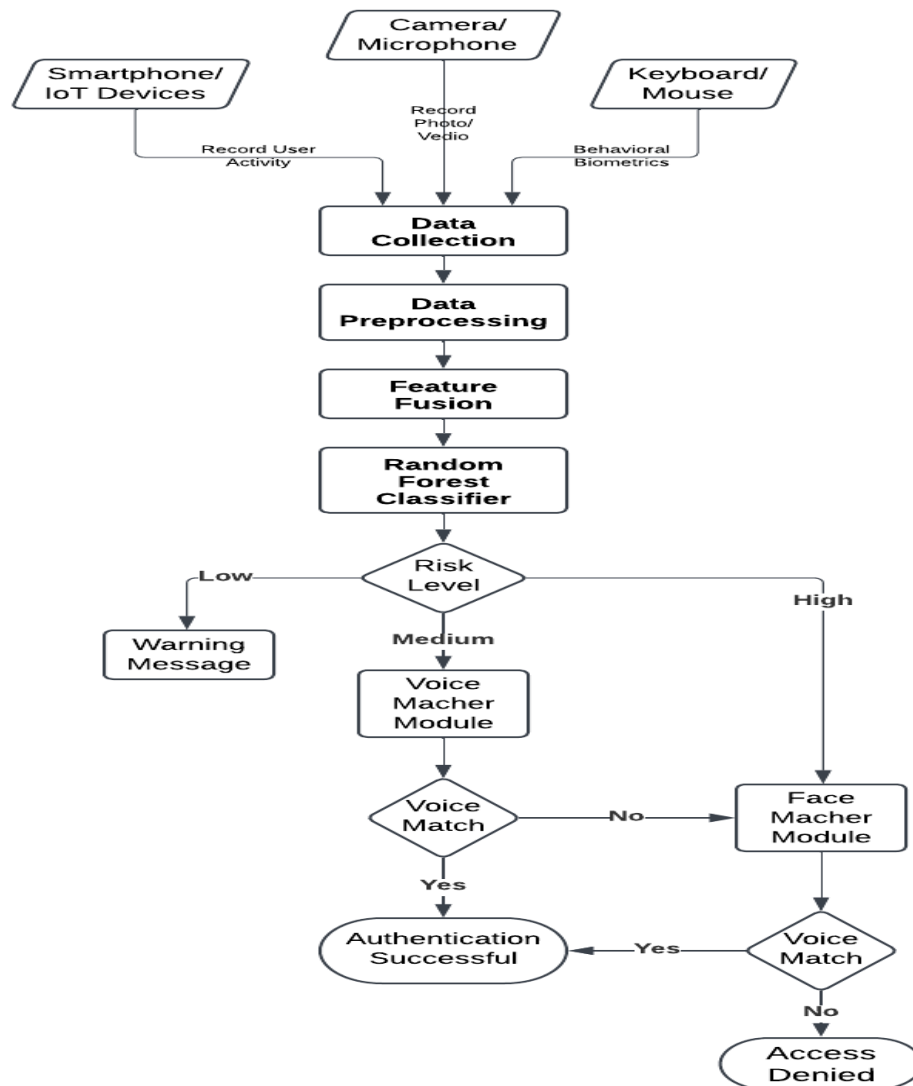 Camera/
Microphone
Smartphone/
IoT Devices
Keyboard/
Mouse
Record
Photo/
Vedio
Record User
Activity
Behavioral
Biometrics
Data
Collection
Data
Preprocessing
Feature
Fusion
Random
Forest
Classifier
Risk
Level
Low
High
Medium
Warning
Message
Voice
Macher
Module
Voice
Match
No
Face
Macher
Module
Yes
Authentication
Successful
Yes
Voice
Match
No
Access
Denied